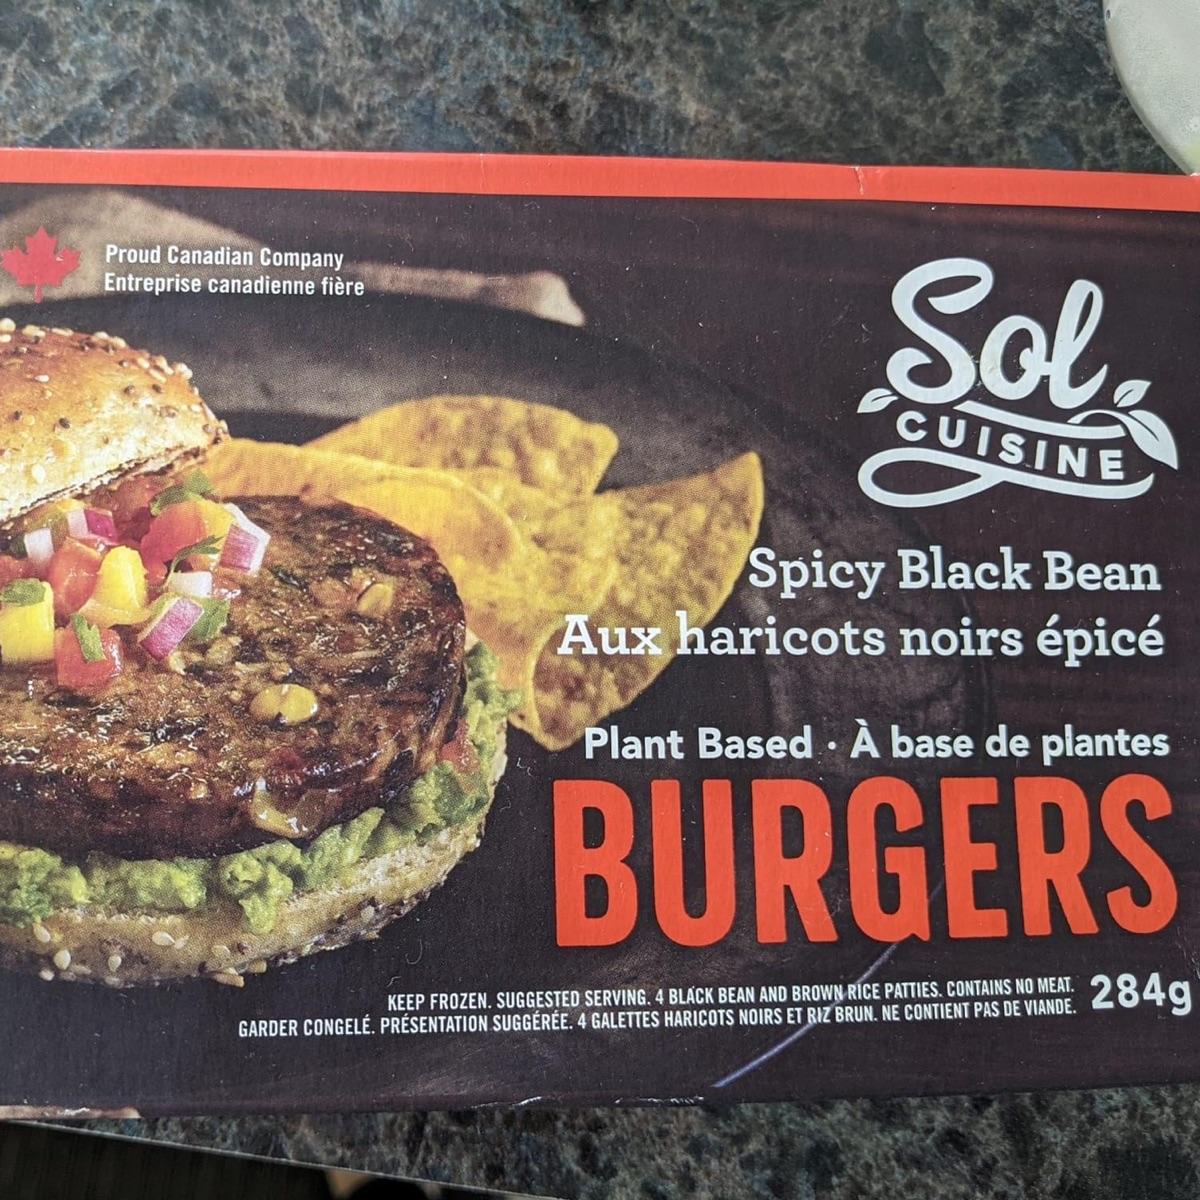 Proud Canadian Company
Entreprise canadienne fière
Sol
CUISINE
Spicy Black Bean
Aux haricots noirs épicé
Plant Based · À base de plantes
BURGERS
KEEP FROZEN. SUGGESTED SERVING. 4 BLACK BEAN AND BROWN RICE PATTIES. CONTAINS NO MEAT.
GARDER CONGELÉ. PRÉSENTATION SUGGÉRÉE. 4 GALETTES HARICOTS NOIRS ET RIZ BRUN. NE CONTIENT PAS DE VIANDE.
284g